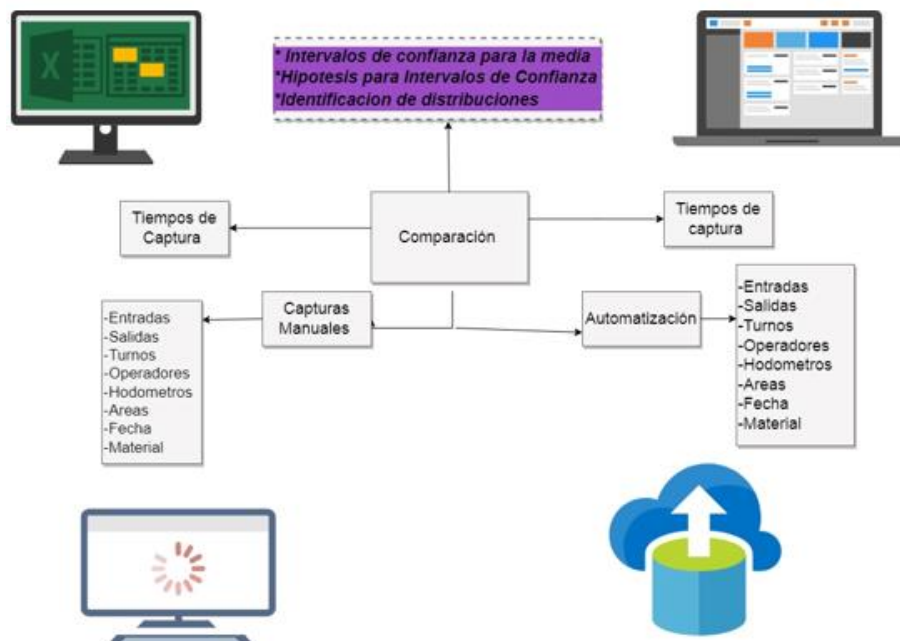 * Intervalos de confianza para la media
*Hipotesis para Intervalos de Confianza
*Identificacion de distribuciones
X
Tiempos de
Captura
Comparación
Tiempos de
captura
Capturas
Manuales
-Entradas
-Salidas
-Turnos
-Operadores
-Hodometros
-Areas
-Fecha
-Material
Automatización
-Entradas
-Salidas
-Turnos
-Operadores
-Hodometros
-Areas
-Fecha
-Material